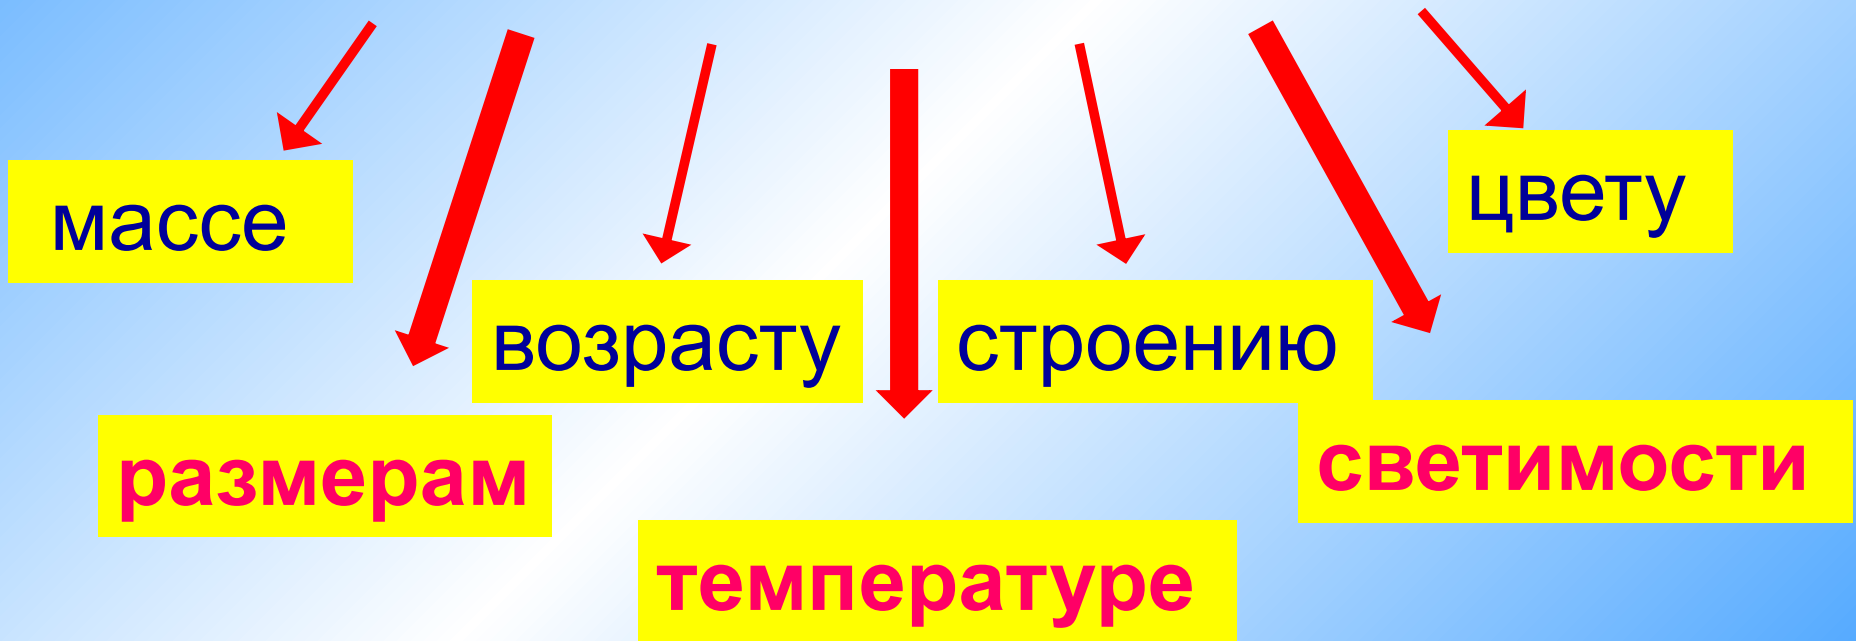 массе
цвету
возрасту
строению
размерам
светимости
температуре